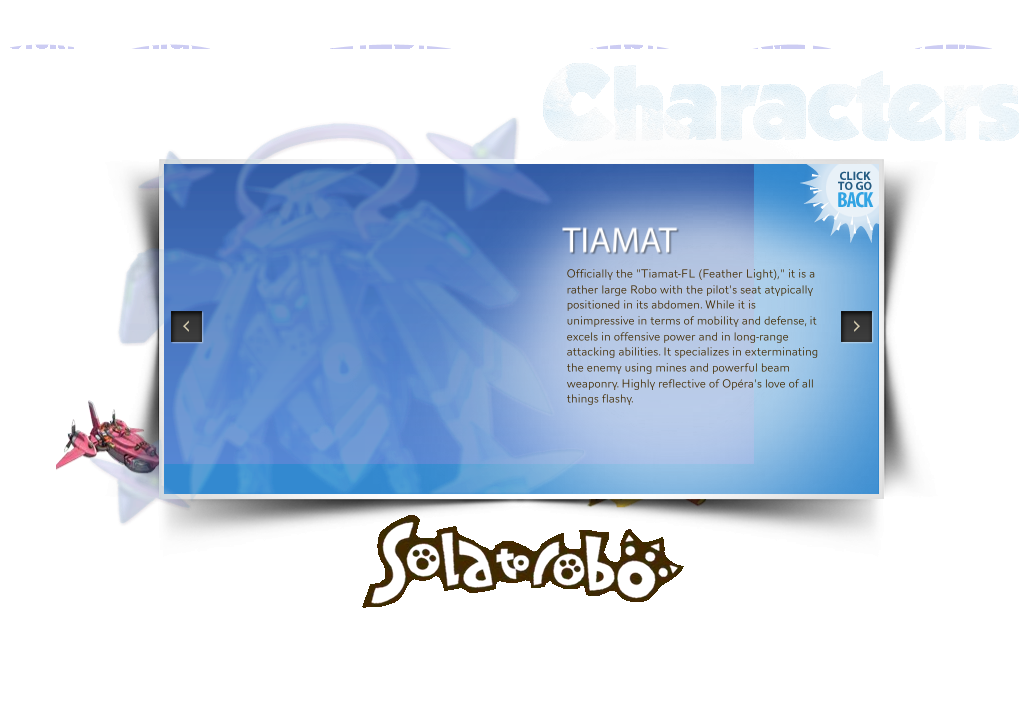 Characters
CLICK
TO GO
BACK
TIAMAT
Officially the "Tiamat-FL (Feather Light)," it is a
rather large Robo with the pilot's seat atypically
positioned in its abdomen. While it is
unimpressive in terms of mobility and defense, it
excels in offensive power and in long-range
attacking abilities. It specializes in exterminating
the enemy using mines and powerful beam
weaponry. Highly reflective of Opéra's love of all
things flashy.
Solatorobo